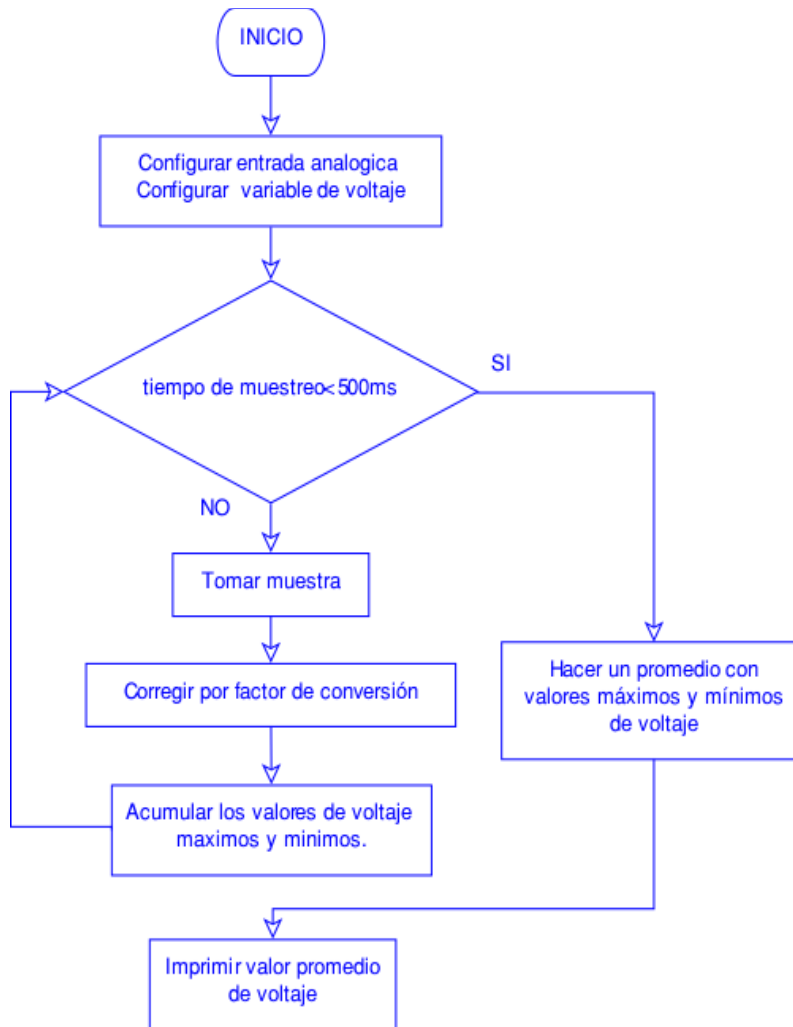 INICIO
Configurar entrada analogica
Configurar variable de voltaje
tiempo de muestreo<500ms
SI
NO
Tomar muestra
Corregir por factor de conversión
Hacer un promedio con
valores máximos y mínimos
de voltaje
Acumular los valores de voltaje
maximos y minimos.
Imprimir valor promedio
de voltaje